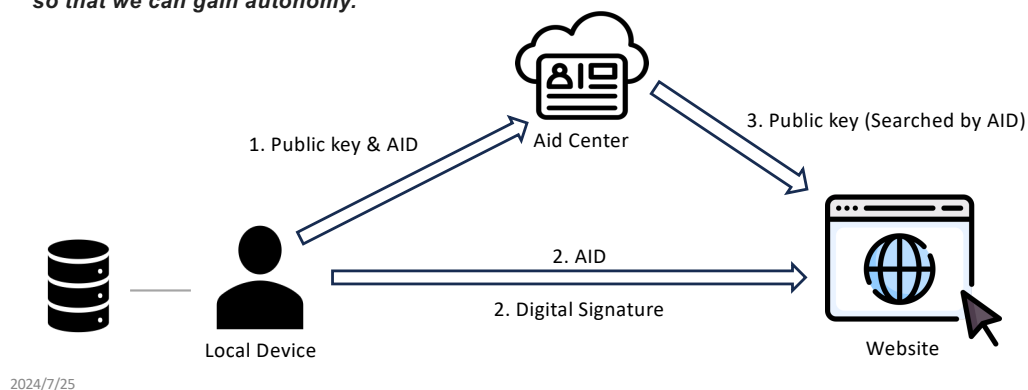 so that we can gain autonomy.
1. Public key & AID
Aid Center
3. Public key (Searched by AID)
2. AID
2. Digital Signature
Local Device
Website
2024/7/25